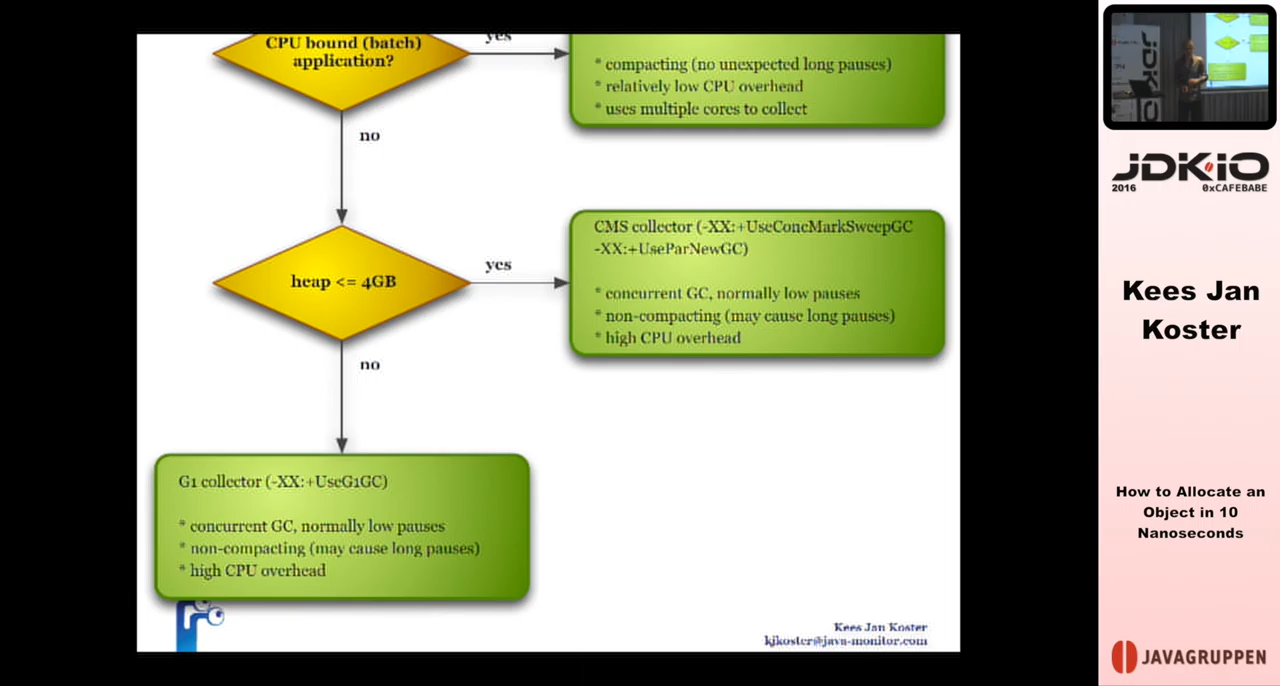 CPU bound (batch)
application?
yes
* compacting (no unexpected long pauses)
* relatively low CPU overhead
* uses multiple cores to collect
no
heap <= 4GB
yes
CMS collector (-XX:+UseConcMarkSweepGC
-XX:+UseParNewGC)
* concurrent GC, normally low pauses
* non-compacting (may cause long pauses)
* high CPU overhead
no
G1 collector (-XX:+UseG1GC)
* concurrent GC, normally low pauses
* non-compacting (may cause long pauses)
* high CPU overhead
Kees Jan Koster
kjkoster@java-monitor.com
JDK
JDK.IO
2016 0xCAFEBABE
Kees Jan
Koster
How to Allocate an
Object in 10
Nanoseconds
JAVAGRUPPEN